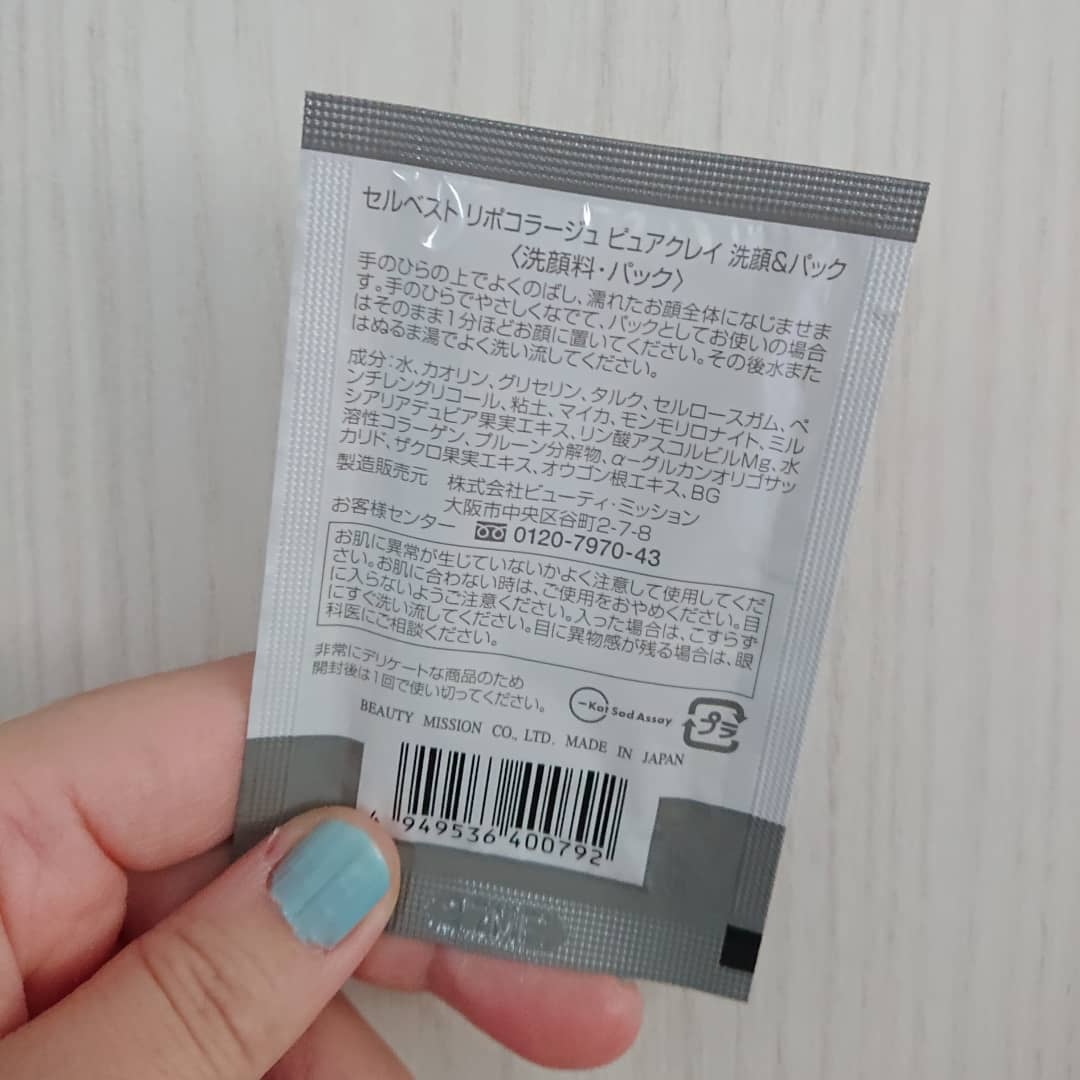 セルベスト リポコラージュ ピュアクレイ 洗顔&パック
〈洗顔料・パック〉
手のひらの上でよくのばし、濡れたお顔全体になじませま
す。手のひらでやさしくなでて、パックとしてお使いの場合
はそのまま1分ほどお顔に置いてください。その後水また
はぬるま湯でよく洗い流してください。
成分:水、カオリン、グリセリン、タルク、セルロースガム、ペ
ンチレングリコール、粘土、マイカ、モンモリロナイト、ミル
シアリアデュビア果実エキス、リン酸アスコルビルMg、水
溶性コラーゲン、プルーン分解物、α-グルカンオリゴサッ
カリド、ザクロ果実エキス、オウゴン根エキス、BG
製造販売元 株式会社ビューティ・ミッション
大阪市中央区谷町2-7-8
お客様センター 0120-7970-43
お肌に異常が生じていないかよく注意して使用してくだ
さい。お肌に合わない時は、ご使用をおやめください。目
に入らないようご注意ください。入った場合は、こすらず
にすぐ洗い流してください。目に異物感が残る場合は、眼
科医にご相談ください。
非常にデリケートな商品のため
開封後は1回で使い切ってください。
Kat Sod Assay
プラ
BEAUTY MISSION CO., LTD. MADE IN JAPAN
4 949536 400792